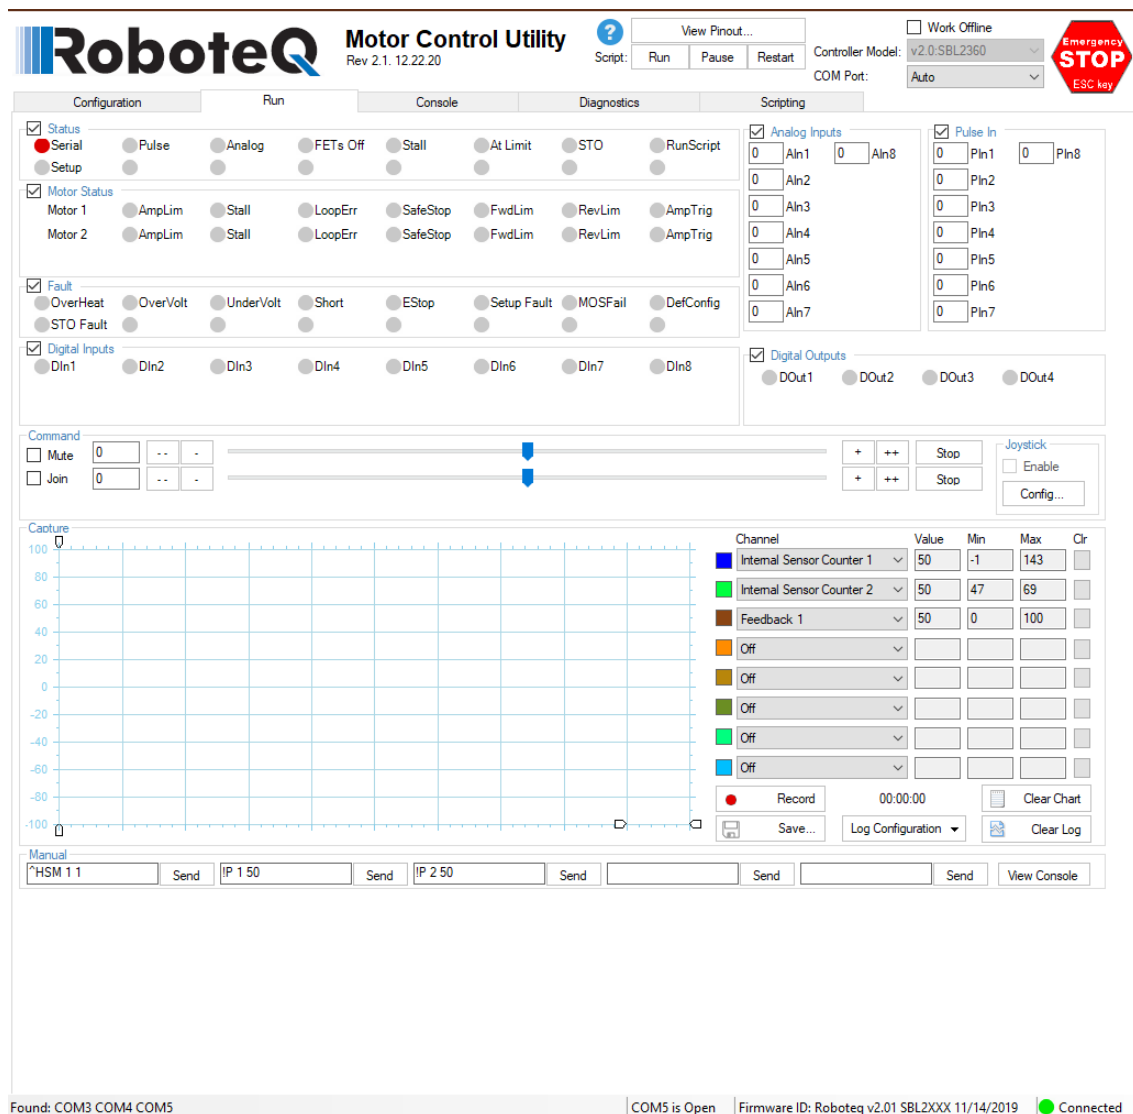 RoboteQ
Motor Control Utility
Rev 2.1. 12.22.20
?
View Pinout...
Script: Run Pause Restart
Work Offline
Controller Model: v2.0:SBL2360
COM Port: Auto
Emergency
STOP
ESC key
Configuration Run Console Diagnostics Scripting
Status
Serial Pulse Analog FETs Off Stall At Limit STO RunScript
Setup
Motor Status
Motor 1 AmpLim Stall LoopErr SafeStop FwdLim RevLim AmpTrig
Motor 2 AmpLim Stall LoopErr SafeStop FwdLim RevLim AmpTrig
Fault
OverHeat OverVolt UnderVolt Short EStop Setup Fault MOSFail DefConfig
STO Fault
Digital Inputs
DIn1 DIn2 DIn3 DIn4 DIn5 DIn6 DIn7 DIn8
Analog Inputs
0 AIn1 0 AIn8
0 AIn2
0 AIn3
0 AIn4
0 AIn5
0 AIn6
0 AIn7
Pulse In
0 PIn1 0 PIn8
0 PIn2
0 PIn3
0 PIn4
0 PIn5
0 PIn6
0 PIn7
Digital Outputs
DOut1 DOut2 DOut3 DOut4
Command
Mute 0 -- - + ++ Stop
Join 0 -- - + ++ Stop
Joystick
Enable
Config...
Capture
100
80
60
40
20
0
-20
-40
-60
-80
-100
Channel Value Min Max Clr
Internal Sensor Counter 1 50 -1 143
Internal Sensor Counter 2 50 47 69
Feedback 1 50 0 100
Off
Off
Off
Off
Off
Record 00:00:00 Clear Chart
Save... Log Configuration Clear Log
Manual
^HSM 1 1 Send !P 1 50 Send !P 2 50 Send Send Send View Console
Found: COM3 COM4 COM5 COM5 is Open Firmware ID: Roboteq v2.01 SBL2XXX 11/14/2019 Connected